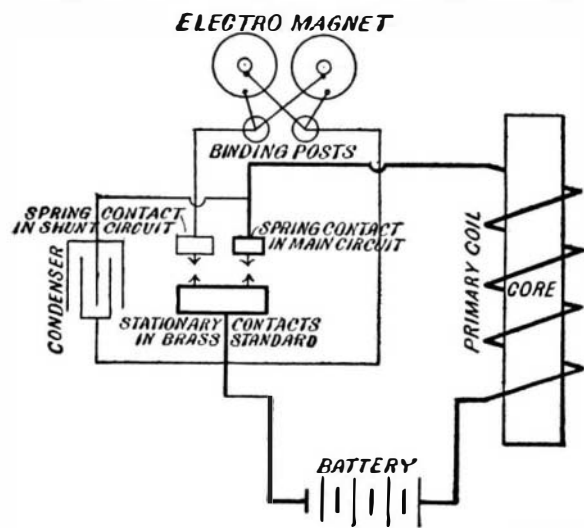 ELECTRO MAGNET
BINDING POSTS
SPRING CONTACT
IN SHUNT CIRCUIT
SPRING CONTACT
IN MAIN CIRCUIT
CONDENSER
STATIONARY CONTACTS
IN BRASS STANDARD
PRIMARY COIL
CORE
BATTERY